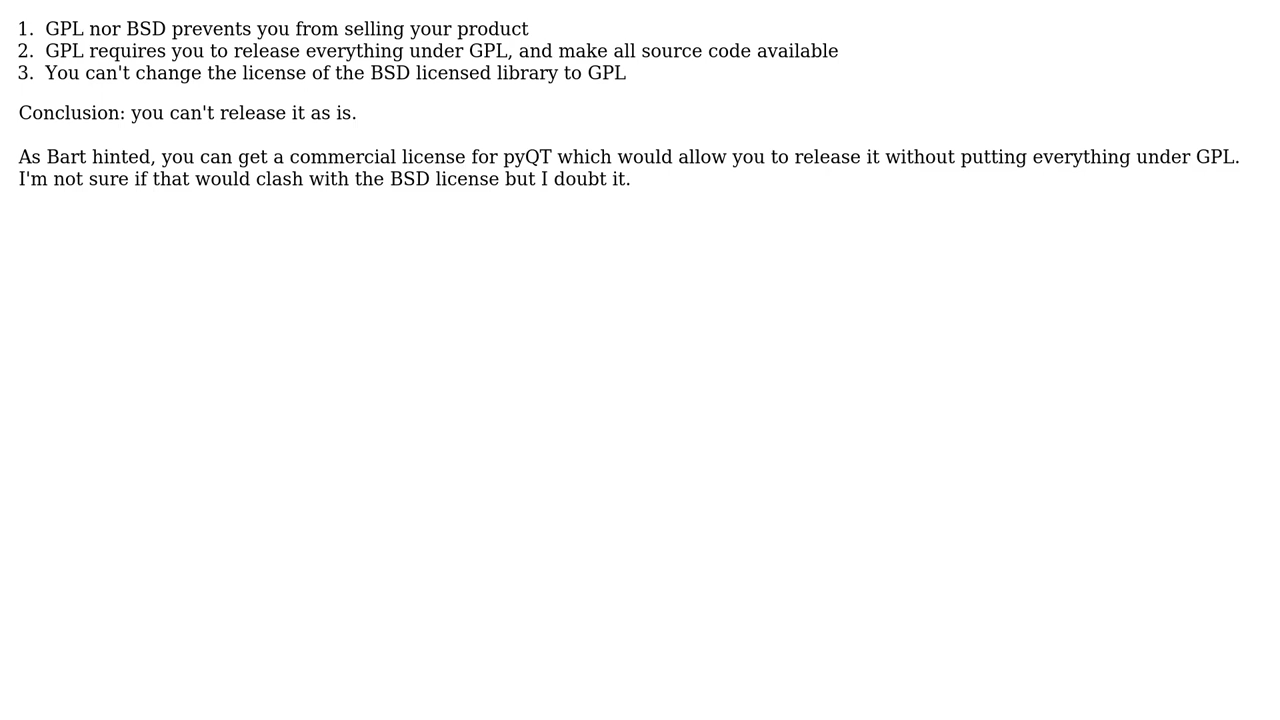 1. GPL nor BSD prevents you from selling your product
2. GPL requires you to release everything under GPL, and make all source code available
3. You can't change the license of the BSD licensed library to GPL
Conclusion: you can't release it as is.
As Bart hinted, you can get a commercial license for pyQT which would allow you to release it without putting everything under GPL.
I'm not sure if that would clash with the BSD license but I doubt it.